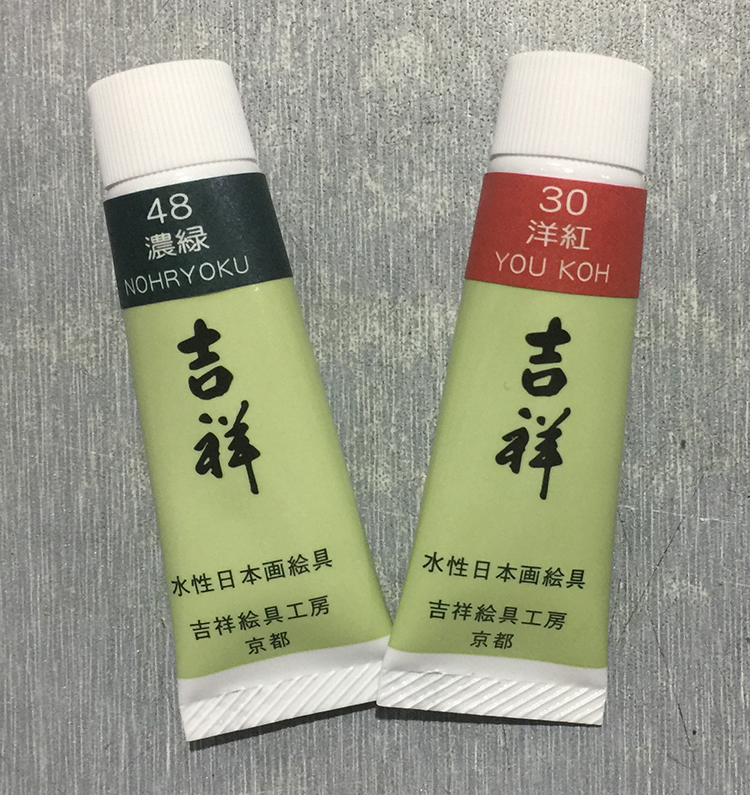 48
濃緑
NOHRYOKU
吉祥
水性日本画絵具
吉祥絵具工房
京都
30
洋紅
YOU KOH
吉祥
水性日本画絵具
吉祥絵具工房
京都